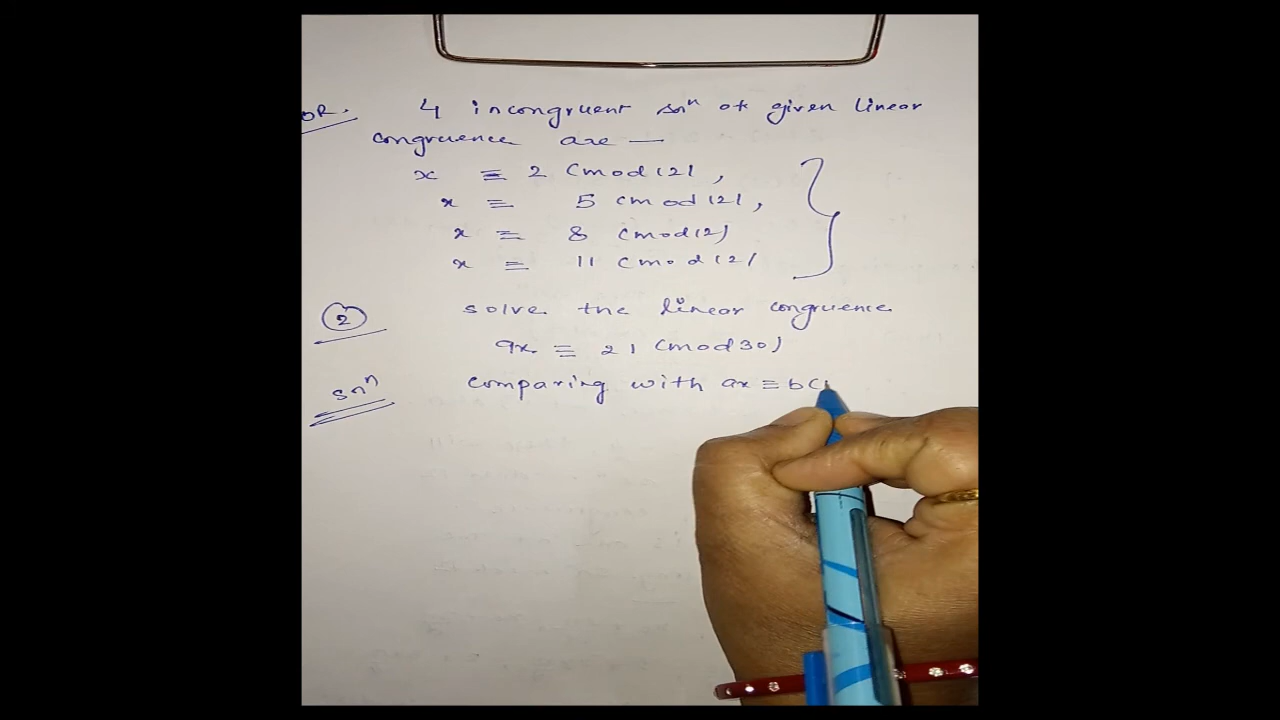 OR. 4 incongruent solⁿ of given linear
congruence are —
x ≡ 2 (mod 12),
x ≡ 5 (mod 12),
x ≡ 8 (mod 12)
x ≡ 11 (mod 12)
② solve the linear congruence
9x ≡ 21 (mod 30)
solⁿ comparing with ax ≡ b(